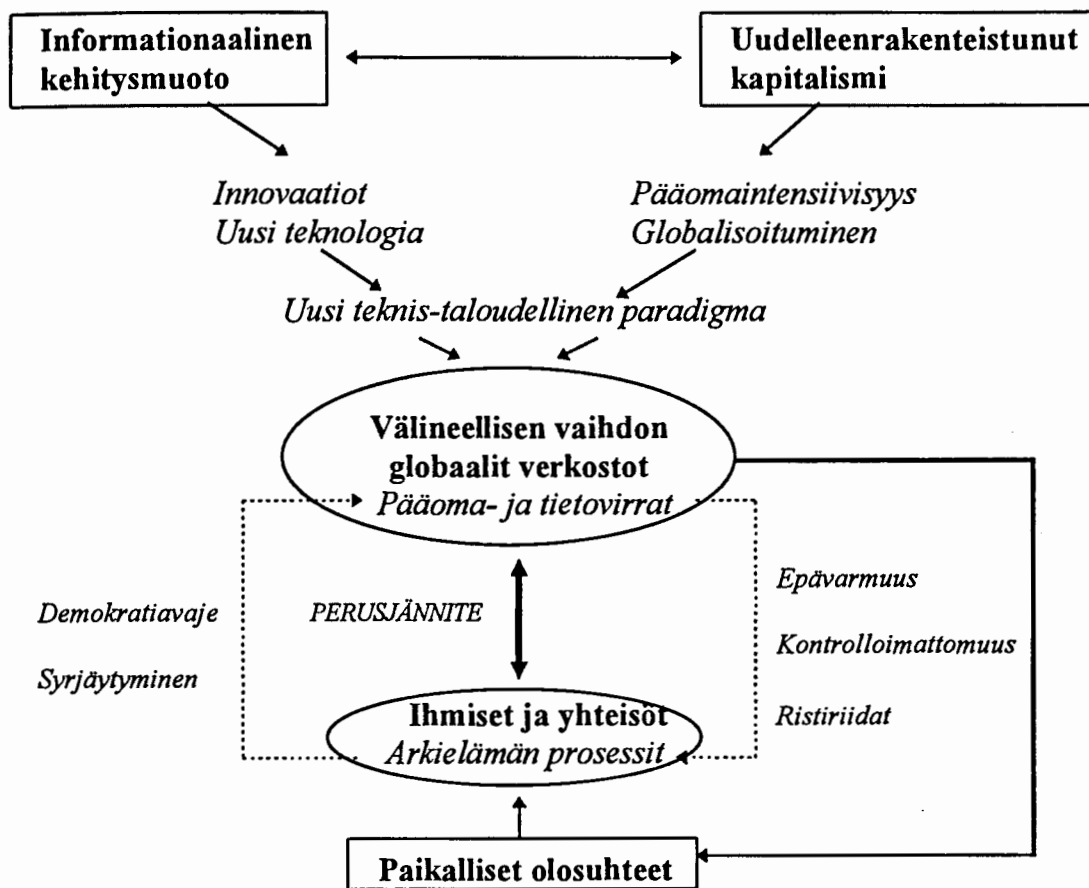 Informationaalinen
kehitysmuoto
Uudelleenrakenteistunut
kapitalismi
Innovaatiot
Uusi teknologia
Pääomaintensiivisyys
Globalisoituminen
Uusi teknis-taloudellinen paradigma
Välineellisen vaihdon
globaalit verkostot
Pääoma- ja tietovirrat
Demokratiavaje
Syrjäytyminen
PERUSJÄNNITE
Epävarmuus
Kontrolloimattomuus
Ristiriidat
Ihmiset ja yhteisöt
Arkielämän prosessit
Paikalliset olosuhteet